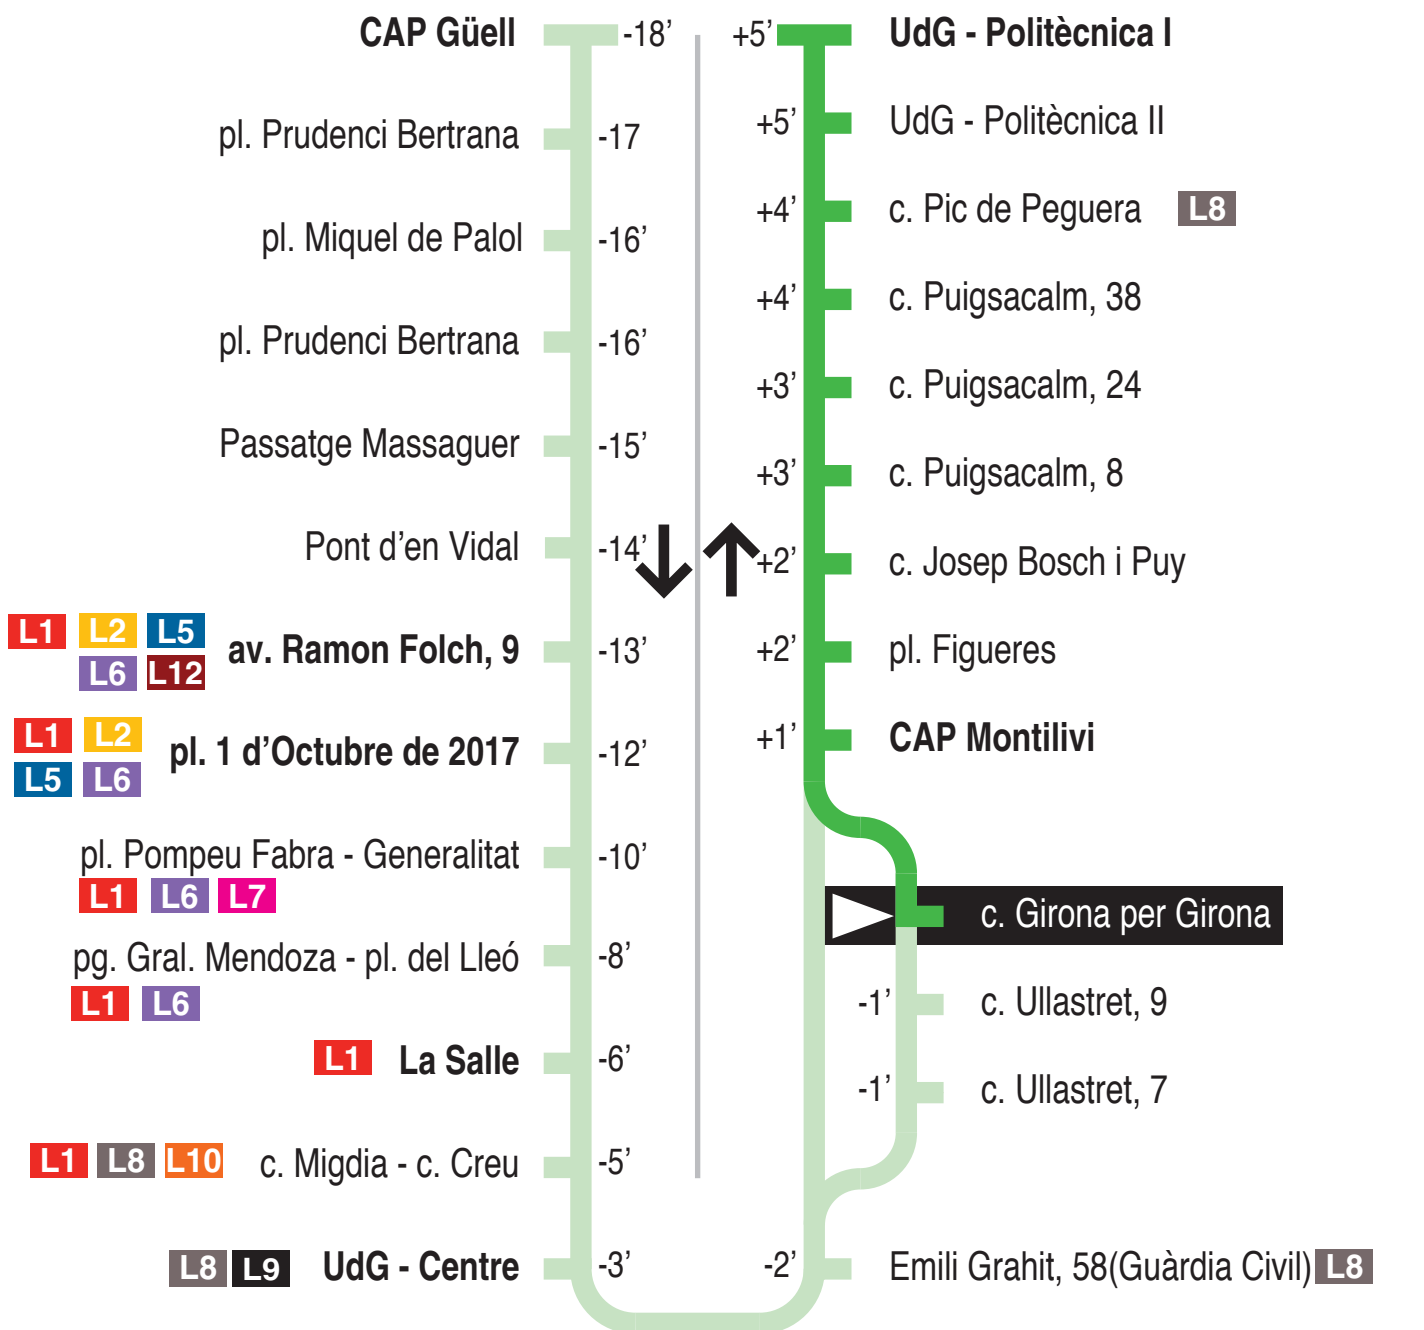 CAP Güell -18’
pl. Prudenci Bertrana -17
pl. Miquel de Palol -16’
pl. Prudenci Bertrana -16’
Passatge Massaguer -15’
Pont d’en Vidal -14’
L1 L2 L5
av. Ramon Folch, 9 -13’
L6 L12
L1 L2
pl. 1 d’Octubre de 2017 -12’
L5 L6
pl. Pompeu Fabra - Generalitat -10’
L1 L6 L7
pg. Gral. Mendoza - pl. del Lleó -8’
L1 L6
L1 La Salle -6’
L1 L8 L10 c. Migdia - c. Creu -5’
L8 L9 UdG - Centre -3’
+5’ UdG - Politècnica I
+5’ UdG - Politècnica II
+4’ c. Pic de Peguera L8
+4’ c. Puigsacalm, 38
+3’ c. Puigsacalm, 24
+3’ c. Puigsacalm, 8
+2’ c. Josep Bosch i Puy
+2’ pl. Figueres
+1’ CAP Montilivi
c. Girona per Girona
-1’ c. Ullastret, 9
-1’ c. Ullastret, 7
-2’ Emili Grahit, 58(Guàrdia Civil) L8